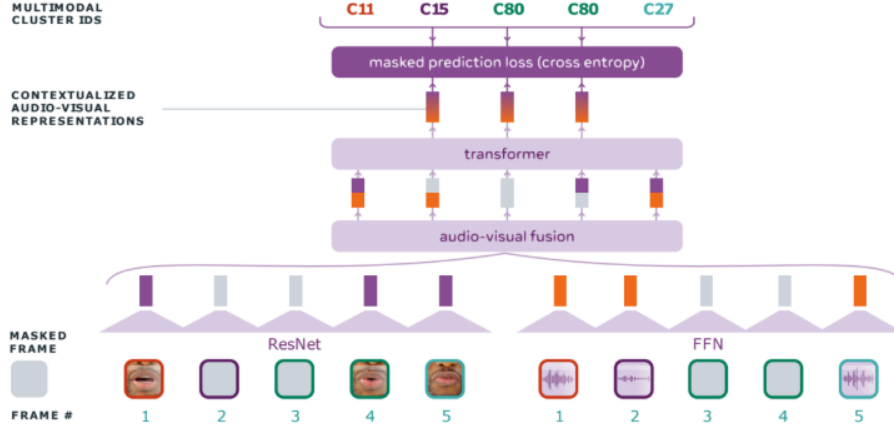 MULTIMODAL
CLUSTER IDS
C11 C15 C80 C80 C27
masked prediction loss (cross entropy)
CONTEXTUALIZED
AUDIO-VISUAL
REPRESENTATIONS
transformer
audio-visual fusion
MASKED
FRAME
ResNet FFN
FRAME # 1 2 3 4 5 1 2 3 4 5